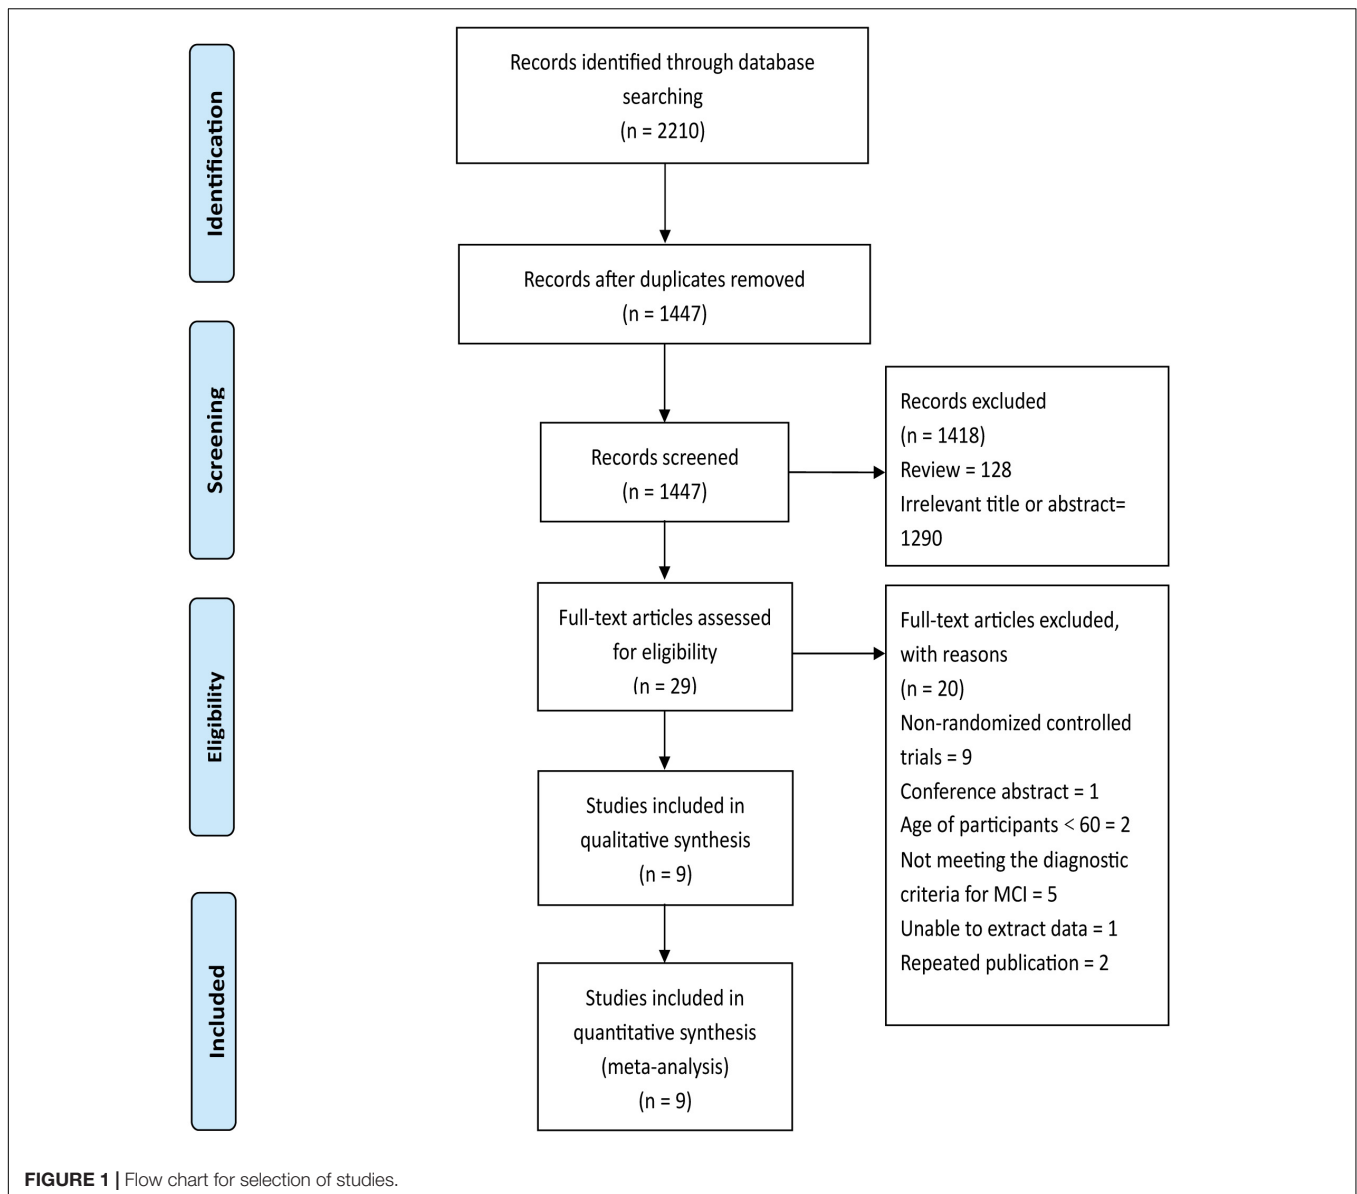 Identification
Records identified through database
searching
(n = 2210)
Records after duplicates removed
(n = 1447)
Screening
Records screened
(n = 1447)
Records excluded
(n = 1418)
Review = 128
Irrelevant title or abstract=
1290
Eligibility
Full-text articles assessed
for eligibility
(n = 29)
Full-text articles excluded,
with reasons
(n = 20)
Non-randomized controlled
trials = 9
Conference abstract = 1
Age of participants < 60 = 2
Not meeting the diagnostic
criteria for MCI = 5
Unable to extract data = 1
Repeated publication = 2
Studies included in
qualitative synthesis
(n = 9)
Included
Studies included in
quantitative synthesis
(meta-analysis)
(n = 9)
FIGURE 1 | Flow chart for selection of studies.